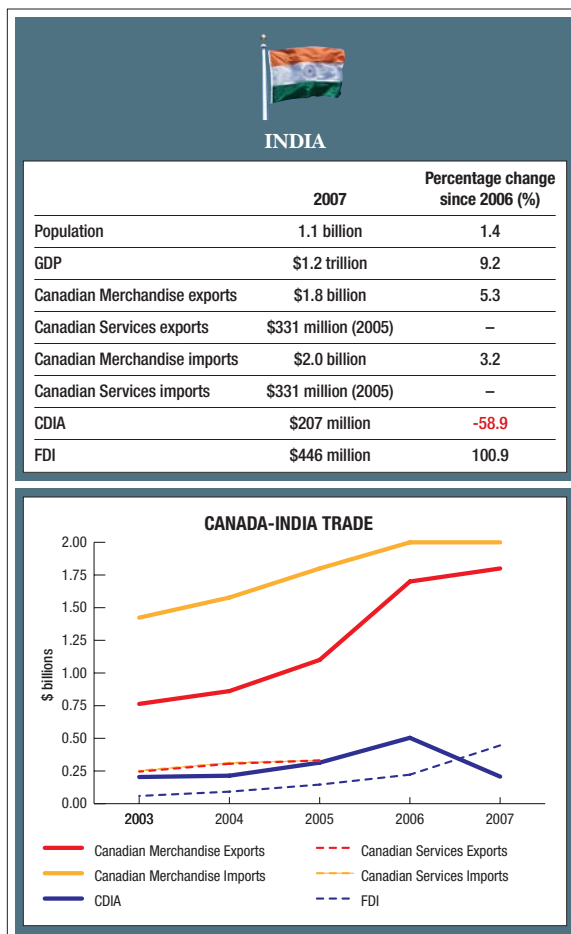 INDIA
2007 Percentage change since 2006 (%)
Population 1.1 billion 1.4
GDP $1.2 trillion 9.2
Canadian Merchandise exports $1.8 billion 5.3
Canadian Services exports $331 million (2005) –
Canadian Merchandise imports $2.0 billion 3.2
Canadian Services imports $331 million (2005) –
CDIA $207 million -58.9
FDI $446 million 100.9
CANADA-INDIA TRADE
$ billions
2.00
1.75
1.50
1.25
1.00
0.75
0.50
0.25
0.00
2003 2004 2005 2006 2007
Canadian Merchandise Exports Canadian Services Exports
Canadian Merchandise Imports Canadian Services Imports
CDIA FDI